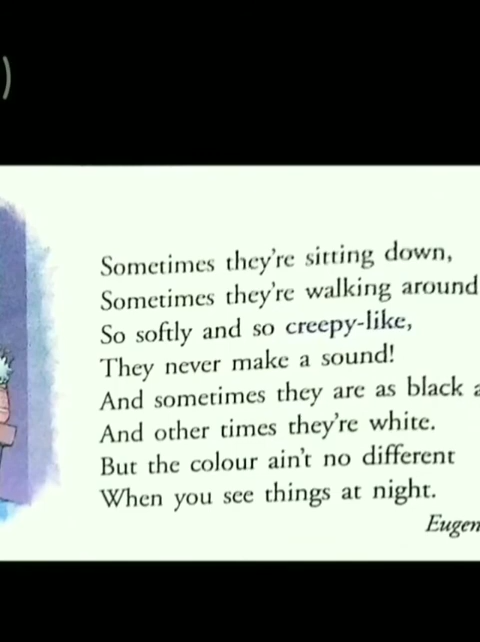 )
Sometimes they're sitting down,
Sometimes they're walking around
So softly and so creepy-like,
They never make a sound!
And sometimes they are as black a
And other times they're white.
But the colour ain't no different
When you see things at night.
Eugen